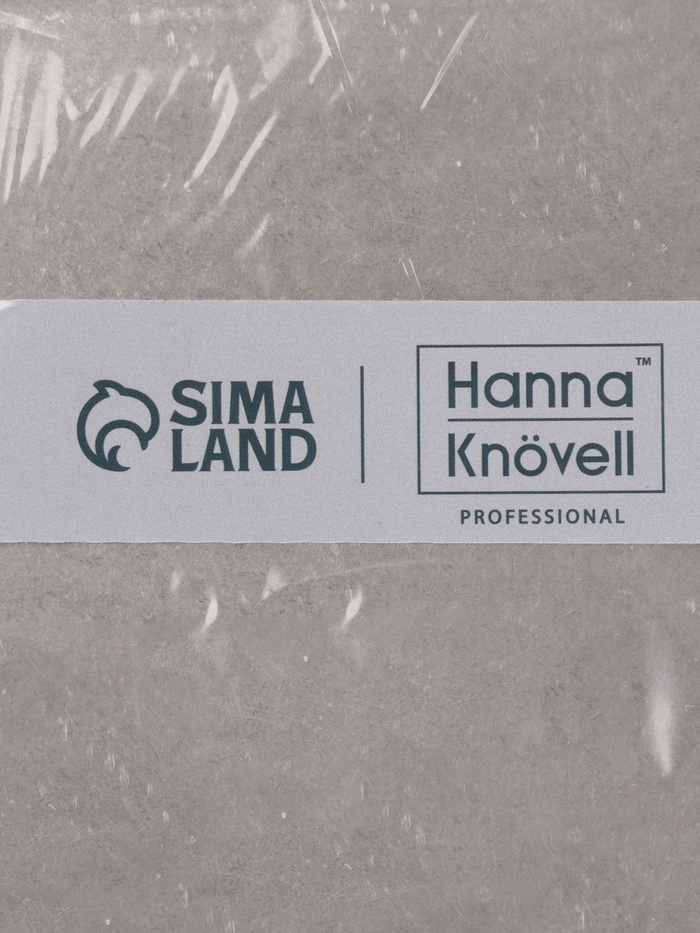 SIMA
LAND
Hanna™
Knövell
PROFESSIONAL